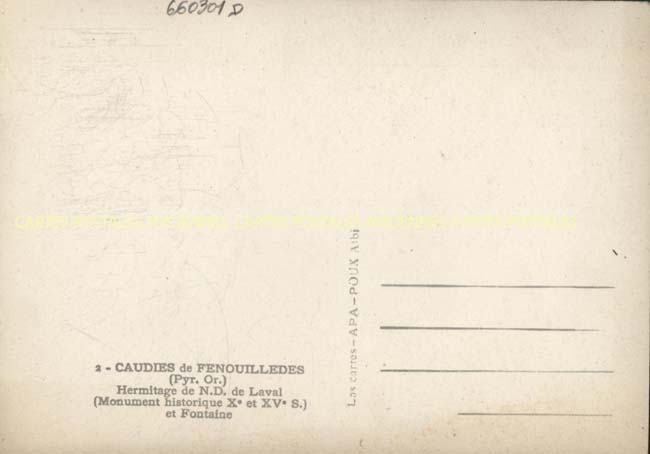 660301 D
2 - CAUDIES de FENOUILLEDES
(Pyr. Or.)
Hermitage de N.D. de Laval
(Monument historique Xe et XVe S.)
et Fontaine
Les cartes - APA - POUX Albi